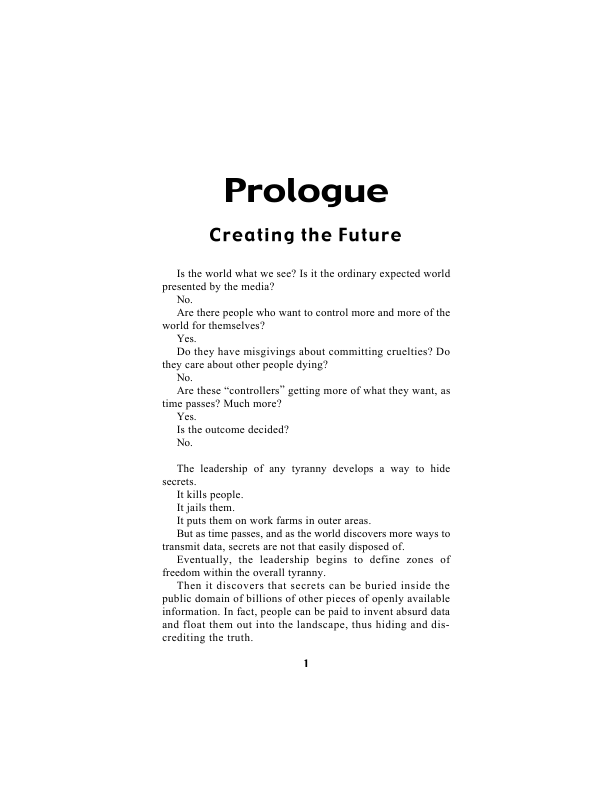 Prologue
Creating the Future
Is the world what we see? Is it the ordinary expected world
presented by the media?
No.
Are there people who want to control more and more of the
world for themselves?
Yes.
Do they have misgivings about committing cruelties? Do
they care about other people dying?
No.
Are these “controllers” getting more of what they want, as
time passes? Much more?
Yes.
Is the outcome decided?
No.
The leadership of any tyranny develops a way to hide
secrets.
It kills people.
It jails them.
It puts them on work farms in outer areas.
But as time passes, and as the world discovers more ways to
transmit data, secrets are not that easily disposed of.
Eventually, the leadership begins to define zones of
freedom within the overall tyranny.
Then it discovers that secrets can be buried inside the
public domain of billions of other pieces of openly available
information. In fact, people can be paid to invent absurd data
and float them out into the landscape, thus hiding and dis-
crediting the truth.
1